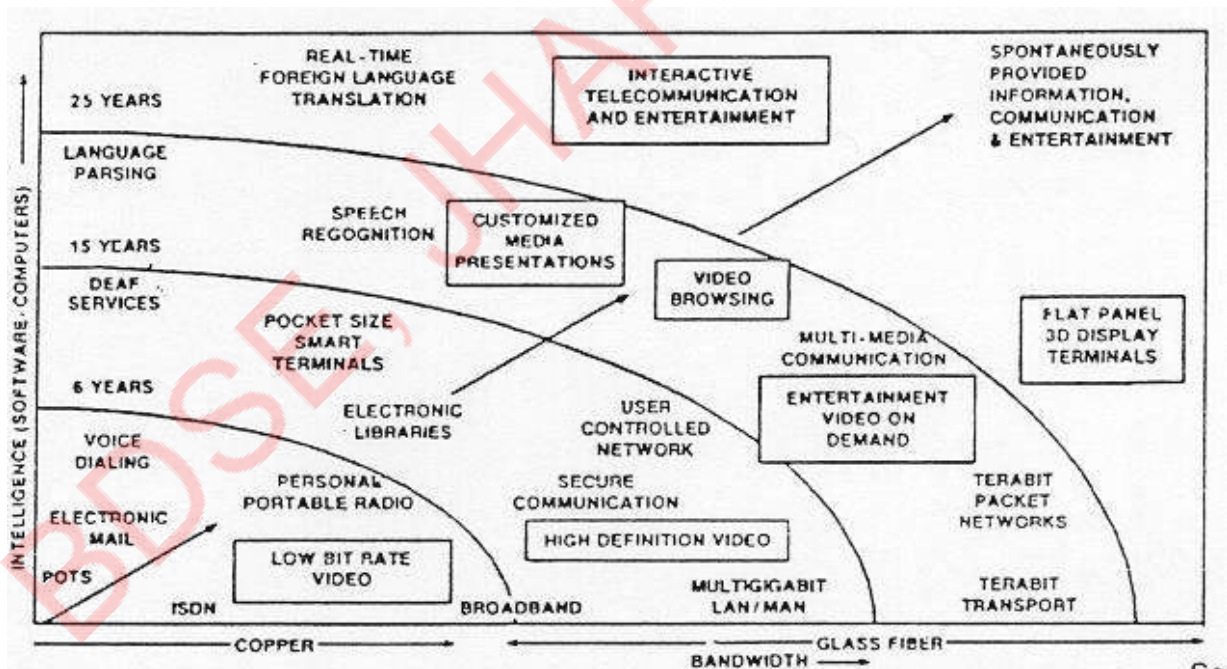 REAL-TIME
FOREIGN LANGUAGE
TRANSLATION
INTERACTIVE
TELECOMMUNICATION
AND ENTERTAINMENT
SPONTANEOUSLY
PROVIDED
INFORMATION,
COMMUNICATION
& ENTERTAINMENT
25 YEARS
LANGUAGE
PARSING
SPEECH
REGOGNITION
CUSTOMIZED
MEDIA
PRESENTATIONS
15 YEARS
VIDEO
BROWSING
DEAF
SERVICES
POCKET SIZE
SMART
TERMINALS
MULTI-MEDIA
COMMUNICATION
FLAT PANEL
3D DISPLAY
TERMINALS
6 YEARS
ELECTRONIC
LIBRARIES
USER
CONTROLLED
NETWORK
ENTERTAINMENT
VIDEO ON
DEMAND
VOICE
DIALING
PERSONAL
PORTABLE RADIO
SECURE
COMMUNICATION
TERABIT
PACKET
NETWORKS
ELECTRONIC
MAIL
LOW BIT RATE
VIDEO
HIGH DEFINITION VIDEO
POTS
ISDN
BROADBAND
MULTIGIGABIT
LAN/MAN
TERABIT
TRANSPORT
COPPER
GLASS FIBER
BANDWIDTH
INTELLIGENCE (SOFTWARE-COMPUTERS)
BDSE, JHA